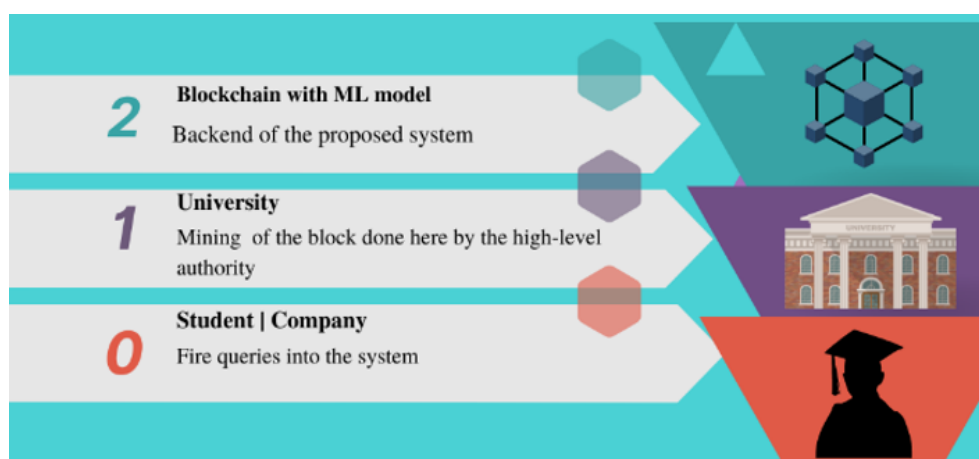 2
Blockchain with ML model
Backend of the proposed system
1
University
Mining of the block done here by the high-level
authority
UNIVERSITY
0
Student | Company
Fire queries into the system